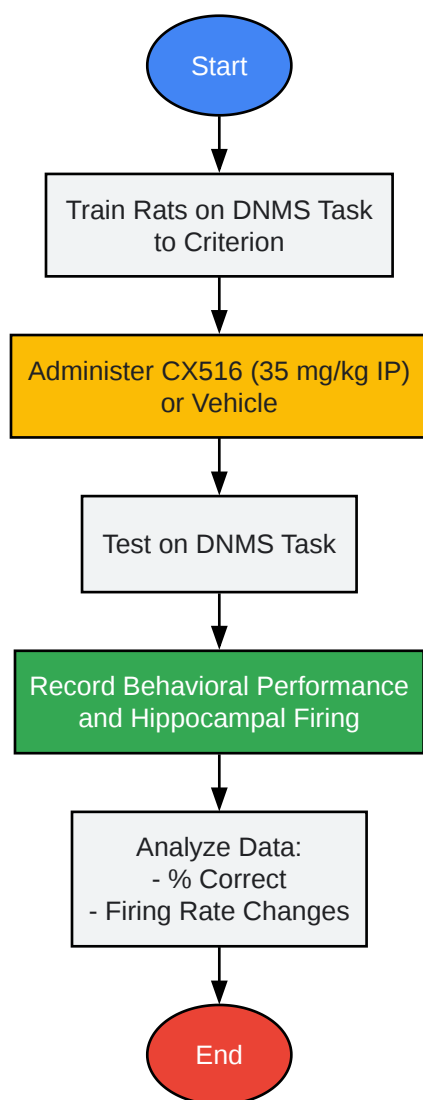 Start
Train Rats on DNMS Task
to Criterion
Administer CX516 (35 mg/kg IP)
or Vehicle
Test on DNMS Task
Record Behavioral Performance
and Hippocampal Firing
Analyze Data:
- % Correct
- Firing Rate Changes
End